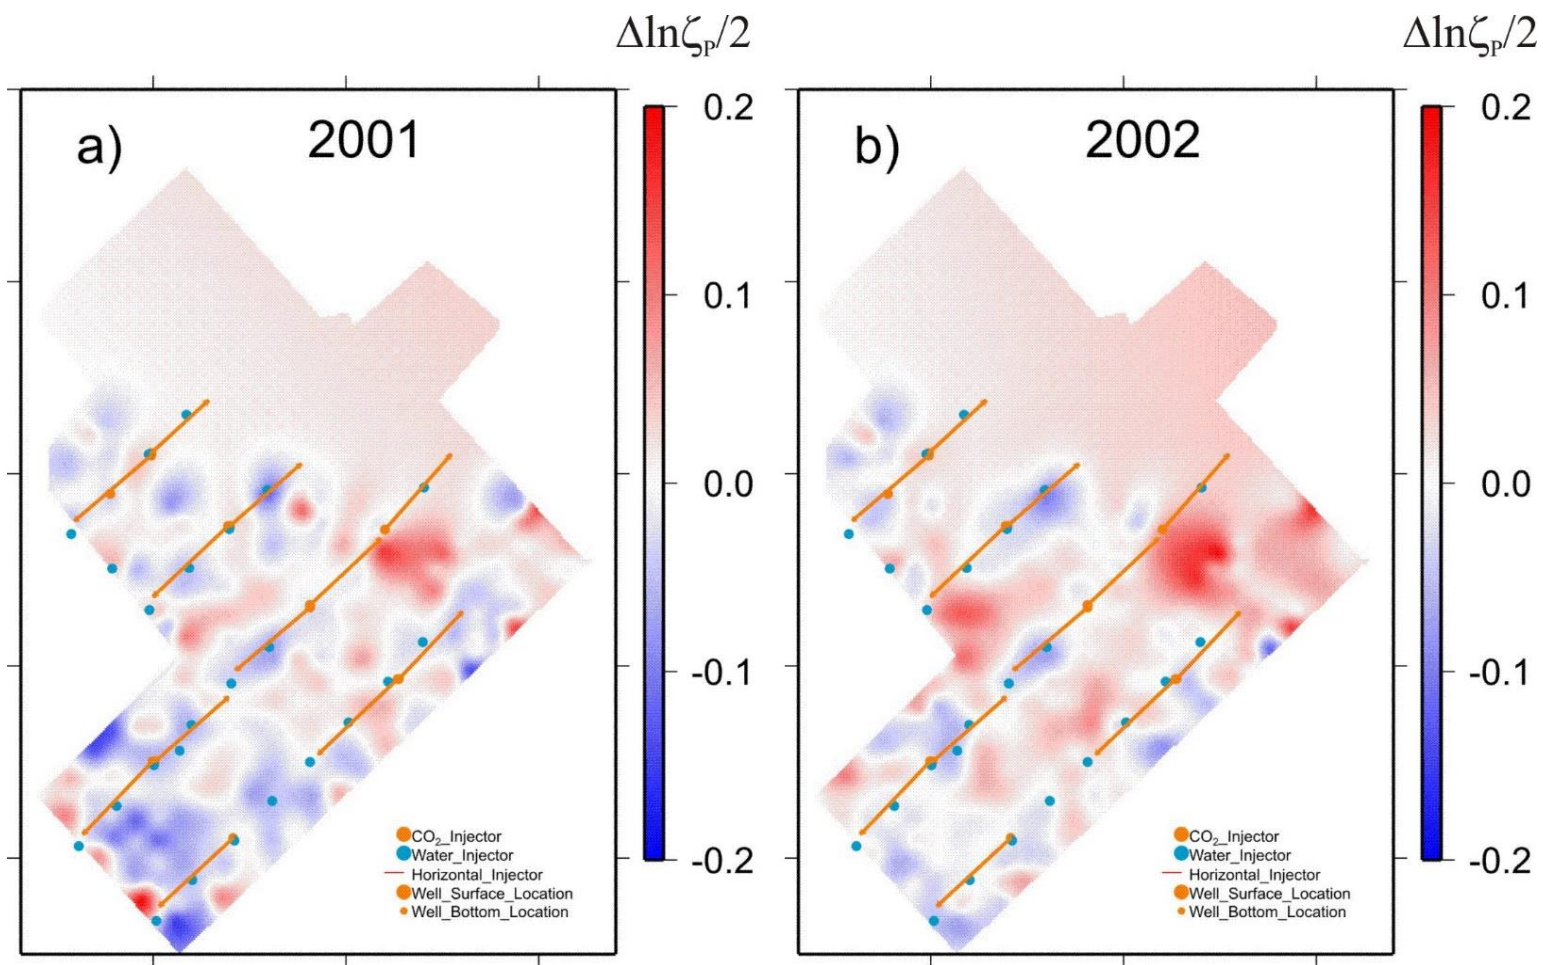 Δlnζ_P/2
a)
2001
0.2
0.1
0.0
-0.1
-0.2
CO₂_Injector
Water_Injector
Horizontal_Injector
Well_Surface_Location
Well_Bottom_Location
Δlnζ_P/2
b)
2002
0.2
0.1
0.0
-0.1
-0.2
CO₂_Injector
Water_Injector
Horizontal_Injector
Well_Surface_Location
Well_Bottom_Location